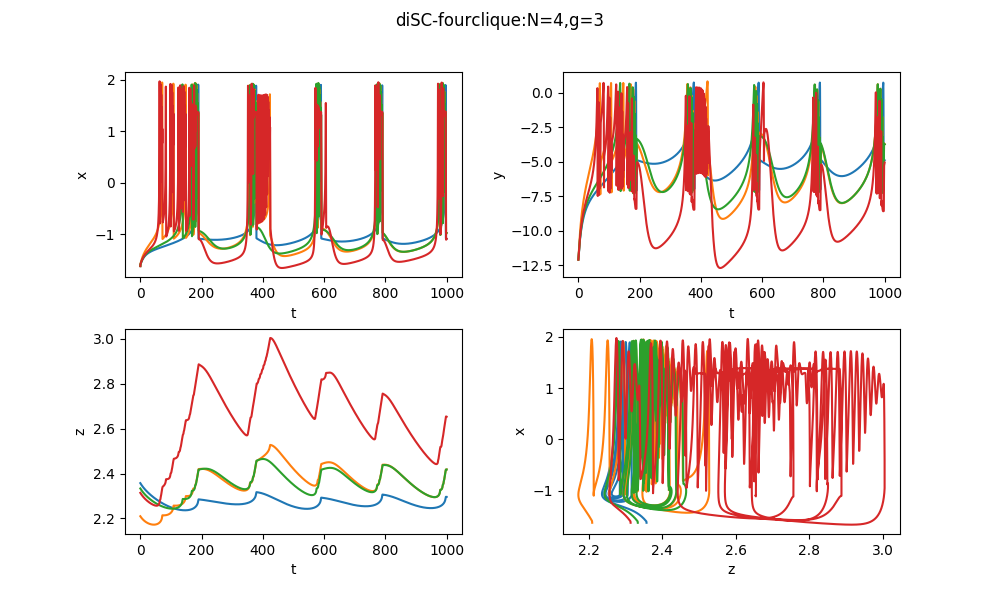 diSC-fourclique:N=4,g=3
2
1
0
−1
x
0 200 400 600 800 1000
t
0.0
−2.5
−5.0
−7.5
−10.0
−12.5
y
0 200 400 600 800 1000
t
3.0
2.8
2.6
2.4
2.2
z
0 200 400 600 800 1000
t
2
1
0
−1
x
2.2 2.4 2.6 2.8 3.0
z